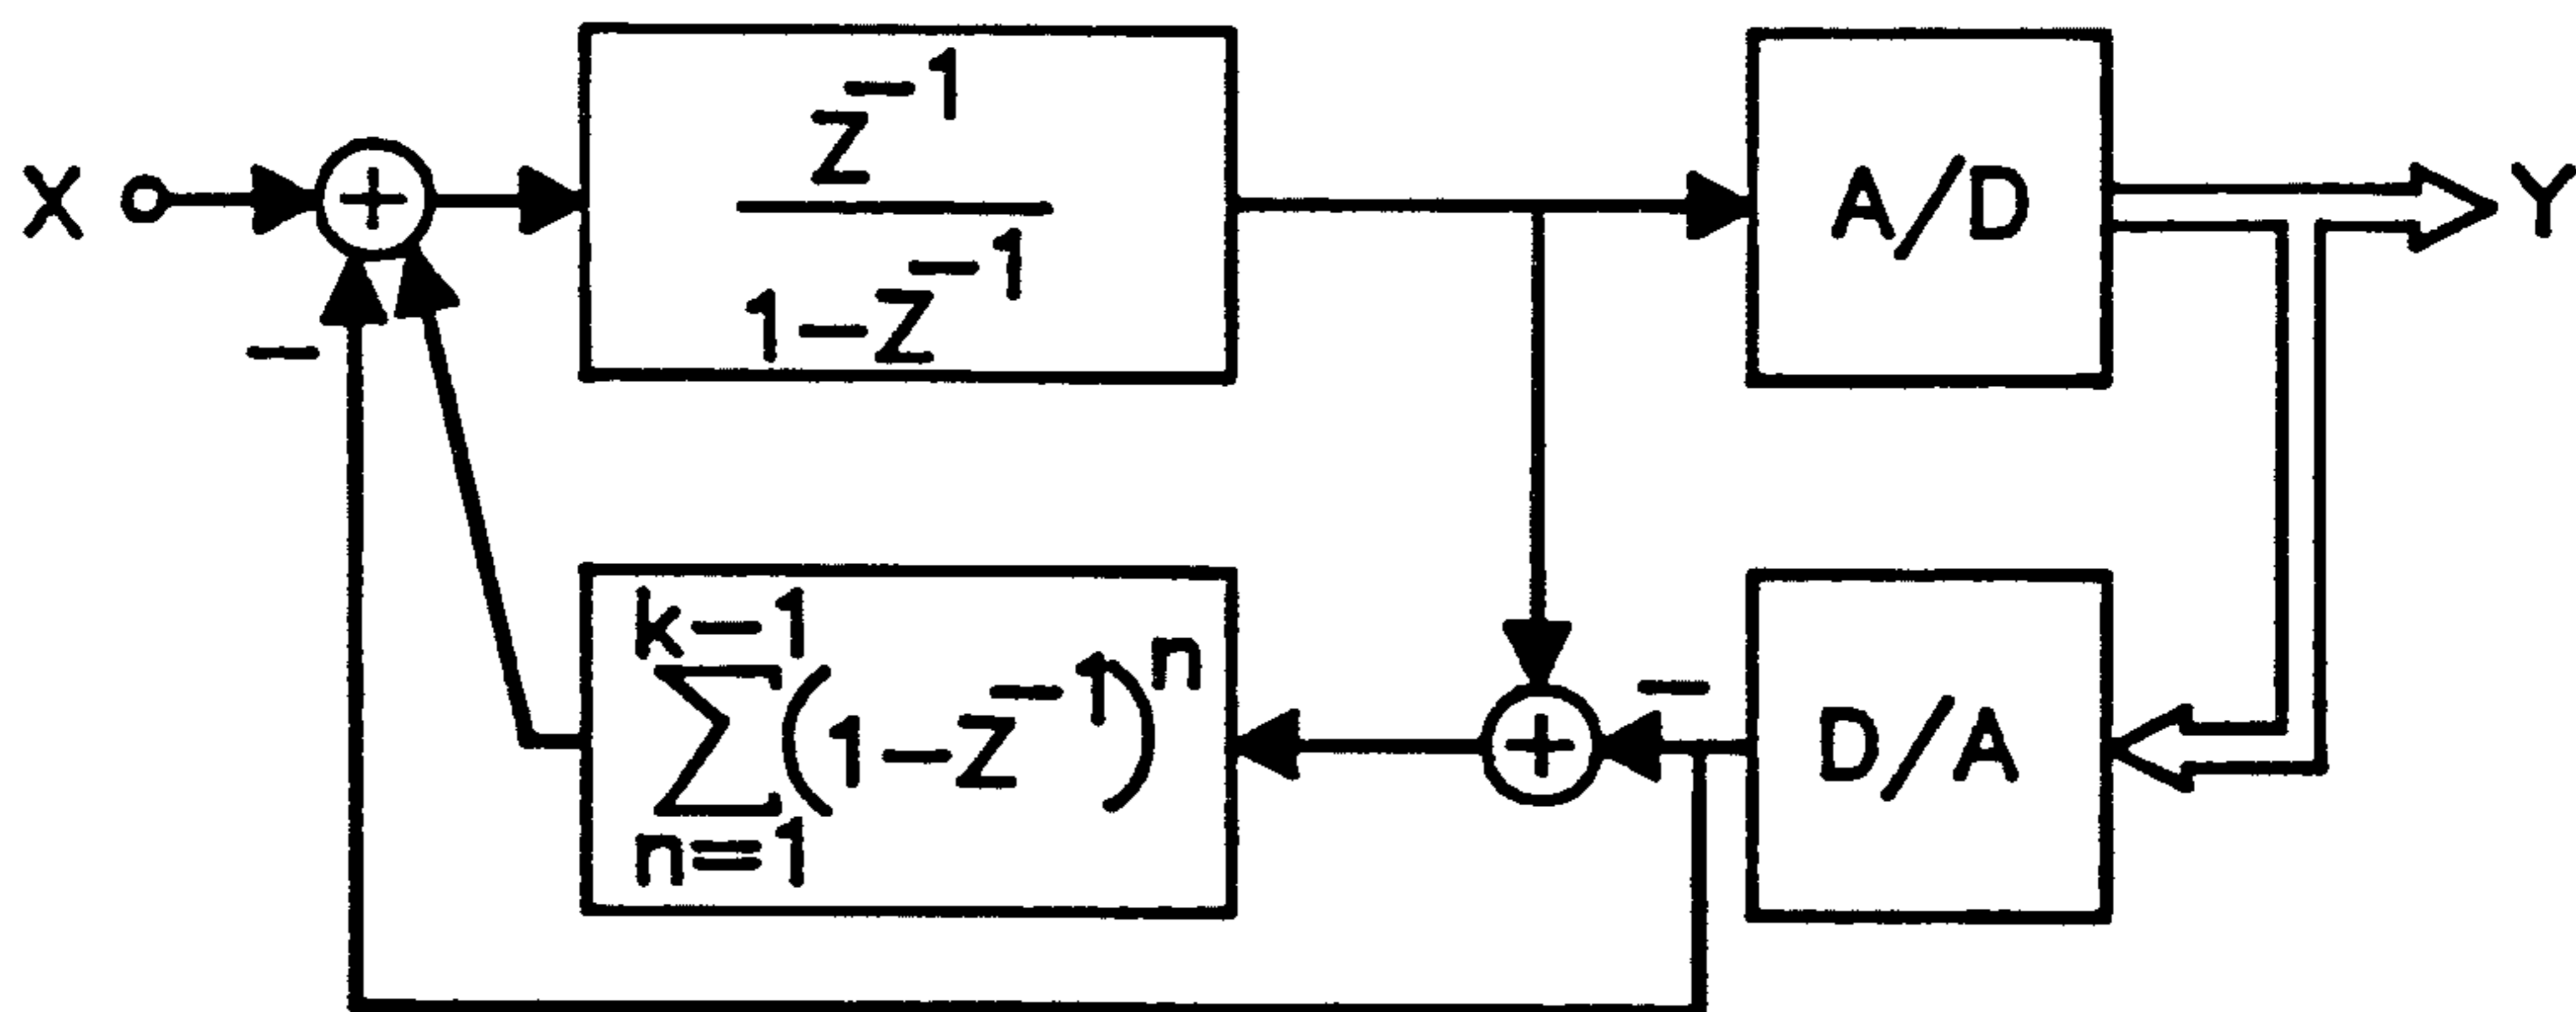 X
+
z^{-1}
1-z^{-1}
A/D
Y
-
k-1
∑(1-z^{-1})^n
n=1
+
-
D/A